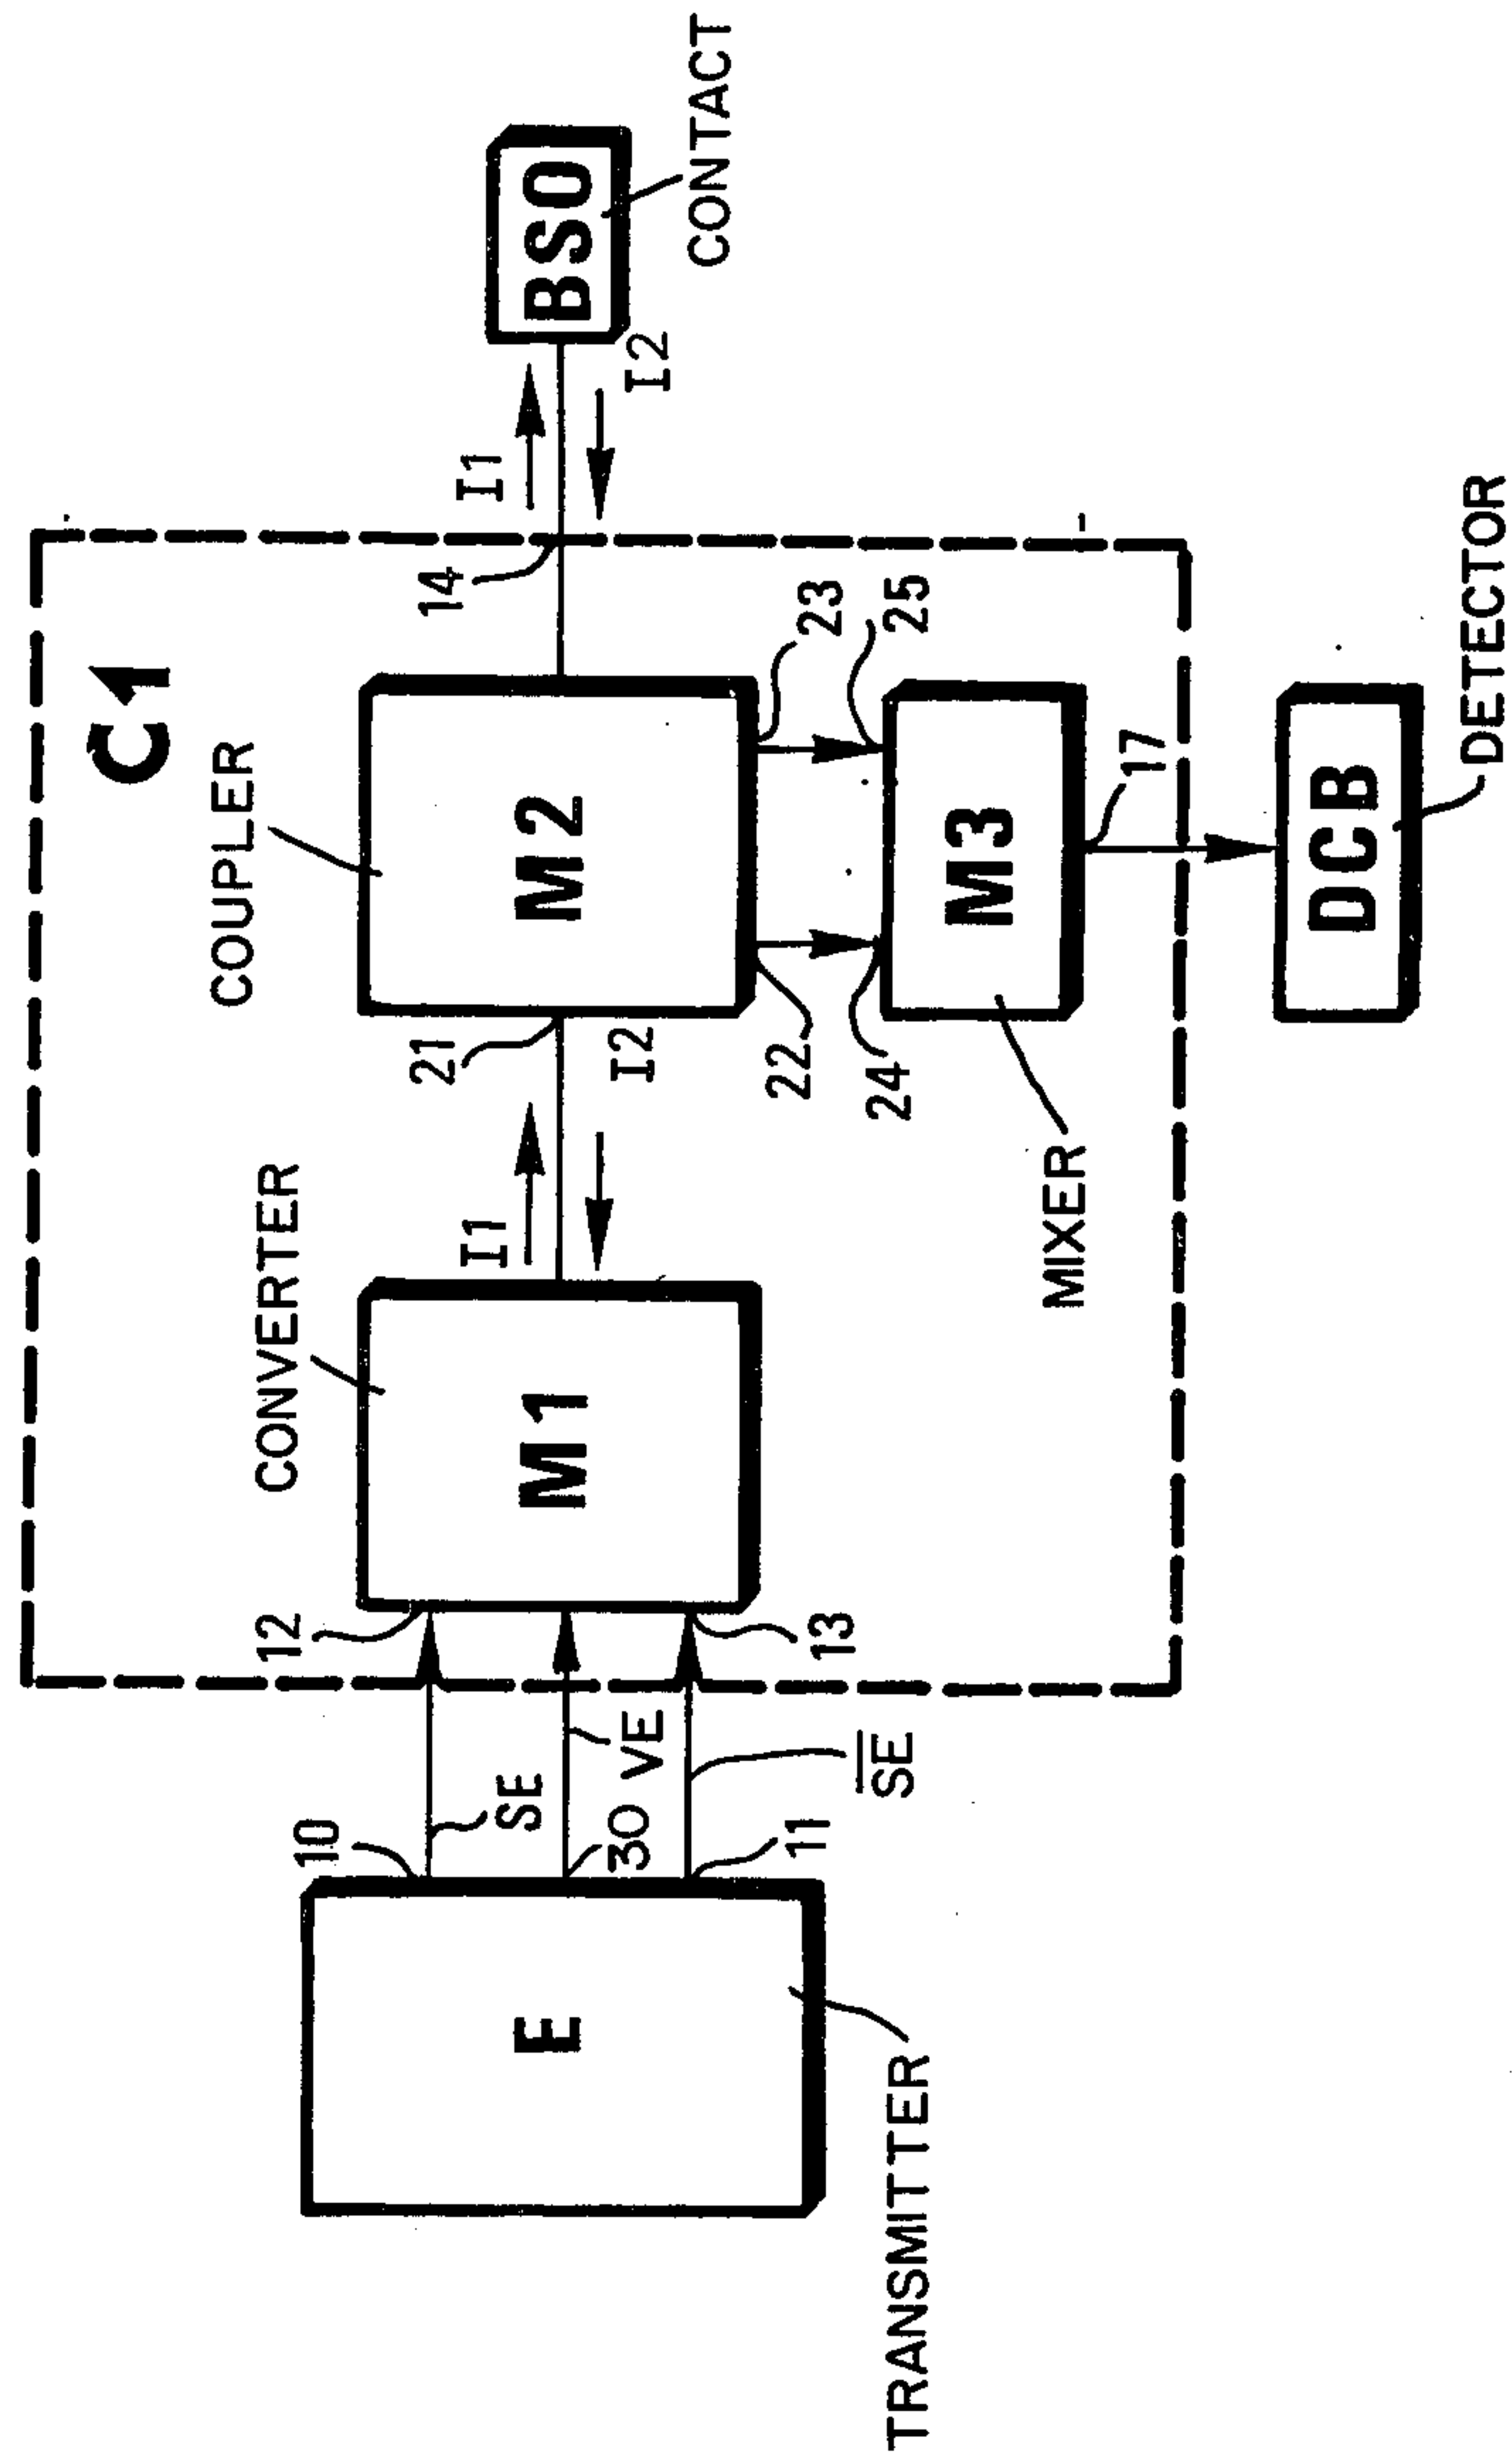 C1
COUPLER
CONVERTER
10
12
SE
I1
21
14
I1
E
M1
M2
BSO
30
VE
I2
I2
CONTACT
11
SE
13
22
23
24
25
TRANSMITTER
MIXER
M3
17
DCB
DETECTOR